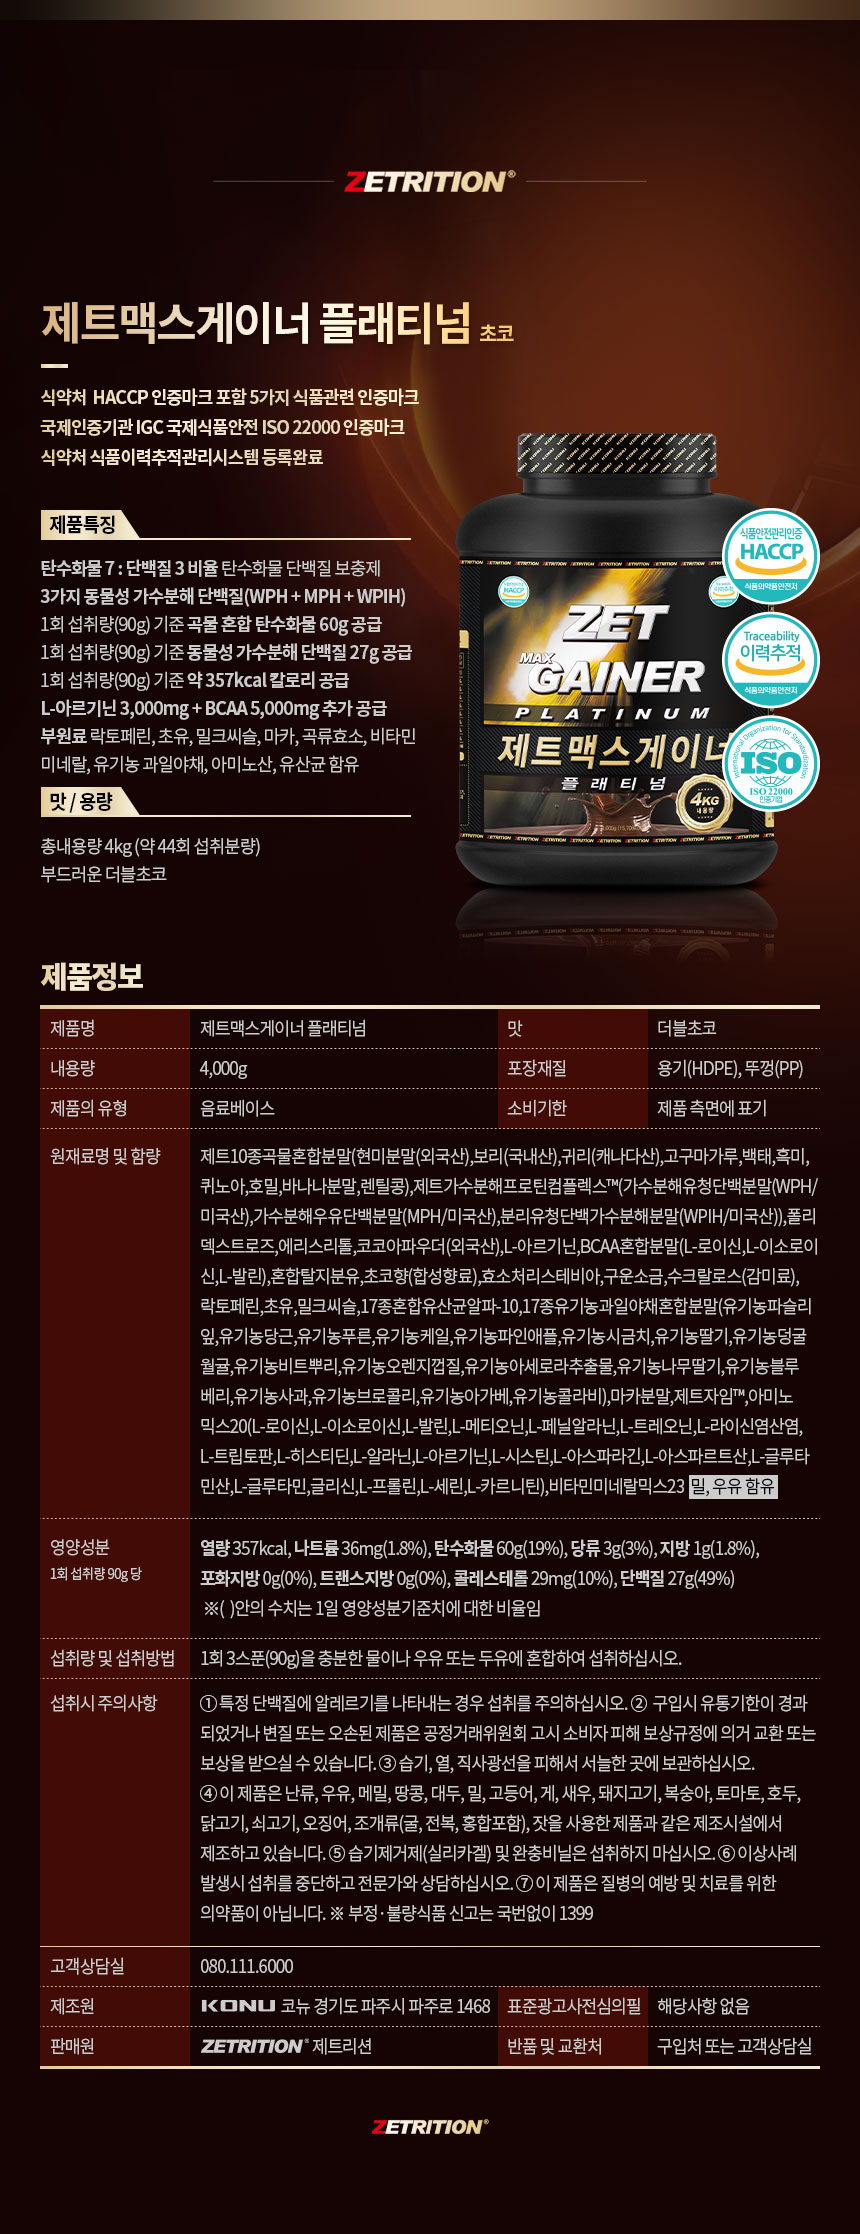 ZETRITION®
제트맥스게이너 플래티넘 초코
식약처 HACCP 인증마크 포함 5가지 식품관련 인증마크
국제인증기관 IGC 국제식품안전 ISO 22000 인증마크
식약처 식품이력추적관리시스템 등록완료
제품특징
탄수화물 7 : 단백질 3 비율 탄수화물 단백질 보충제
3가지 동물성 가수분해 단백질(WPH + MPH + WPIH)
1회 섭취량(90g) 기준 곡물 혼합 탄수화물 60g 공급
1회 섭취량(90g) 기준 동물성 가수분해 단백질 27g 공급
1회 섭취량(90g) 기준 약 357kcal 칼로리 공급
L-아르기닌 3,000mg + BCAA 5,000mg 추가 공급
부원료 락토페린, 초유, 밀크씨슬, 마카, 곡류효소, 비타민
미네랄, 유기농 과일야채, 아미노산, 유산균 함유
맛 / 용량
총내용량 4kg (약 44회 섭취분량)
부드러운 더블초코
HACCP
ZET
MAX
GAINER
PLATINUM
제트맥스게이너
플래티넘
4KG
내용량
식품안전관리인증
HACCP
식품의약품안전처
Traceability
이력추적
식품의약품안전처
International Organization for Standardization
ISO
ISO 22000
인증기업
제품정보
제품명 제트맥스게이너 플래티넘 맛 더블초코
내용량 4,000g 포장재질 용기(HDPE), 뚜껑(PP)
제품의 유형 음료베이스 소비기한 제품 측면에 표기
원재료명 및 함량 제트10종곡물혼합분말(현미분말(외국산),보리(국내산),귀리(캐나다산),고구마가루,백태,흑미,
퀴노아,호밀,바나나분말,렌틸콩),제트가수분해프로틴컴플렉스™(가수분해유청단백분말(WPH/
미국산),가수분해우유단백분말(MPH/미국산),분리유청단백가수분해분말(WPIH/미국산)),폴리
덱스트로즈,에리스리톨,코코아파우더(외국산),L-아르기닌,BCAA혼합분말(L-로이신,L-이소로이
신,L-발린),혼합탈지분유,초코향(합성향료),효소처리스테비아,구운소금,수크랄로스(감미료),
락토페린,초유,밀크씨슬,17종혼합유산균알파-10,17종유기농과일야채혼합분말(유기농파슬리
잎,유기농당근,유기농푸룬,유기농케일,유기농파인애플,유기농시금치,유기농딸기,유기농덩굴
월귤,유기농비트뿌리,유기농오렌지껍질,유기농아세로라추출물,유기농나무딸기,유기농블루
베리,유기농사과,유기농브로콜리,유기농아가베,유기농콜라비),마카분말,제트자임™,아미노
믹스20(L-로이신,L-이소로이신,L-발린,L-메티오닌,L-페닐알라닌,L-트레오닌,L-라이신염산염,
L-트립토판,L-히스티딘,L-알라닌,L-아르기닌,L-시스틴,L-아스파라긴,L-아스파르트산,L-글루타
민산,L-글루타민,글리신,L-프롤린,L-세린,L-카르니틴),비타민미네랄믹스23 밀, 우유 함유
영양성분 열량 357kcal, 나트륨 36mg(1.8%), 탄수화물 60g(19%), 당류 3g(3%), 지방 1g(1.8%),
1회 섭취량 90g 당 포화지방 0g(0%), 트랜스지방 0g(0%), 콜레스테롤 29mg(10%), 단백질 27g(49%)
※( )안의 수치는 1일 영양성분기준치에 대한 비율임
섭취량 및 섭취방법 1회 3스푼(90g)을 충분한 물이나 우유 또는 두유에 혼합하여 섭취하십시오.
섭취시 주의사항 ① 특정 단백질에 알레르기를 나타내는 경우 섭취를 주의하십시오. ② 구입시 유통기한이 경과
되었거나 변질 또는 오손된 제품은 공정거래위원회 고시 소비자 피해 보상규정에 의거 교환 또는
보상을 받으실 수 있습니다. ③ 습기, 열, 직사광선을 피해서 서늘한 곳에 보관하십시오.
④ 이 제품은 난류, 우유, 메밀, 땅콩, 대두, 밀, 고등어, 게, 새우, 돼지고기, 복숭아, 토마토, 호두,
닭고기, 쇠고기, 오징어, 조개류(굴, 전복, 홍합포함), 잣을 사용한 제품과 같은 제조시설에서
제조하고 있습니다. ⑤ 습기제거제(실리카겔) 및 완충비닐은 섭취하지 마십시오. ⑥ 이상사례
발생시 섭취를 중단하고 전문가와 상담하십시오. ⑦ 이 제품은 질병의 예방 및 치료를 위한
의약품이 아닙니다. ※ 부정·불량식품 신고는 국번없이 1399
고객상담실 080.111.6000
제조원 KONU 코뉴 경기도 파주시 파주로 1468 표준광고사전심의필 해당사항 없음
판매원 ZETRITION® 제트리션 반품 및 교환처 구입처 또는 고객상담실
ZETRITION®